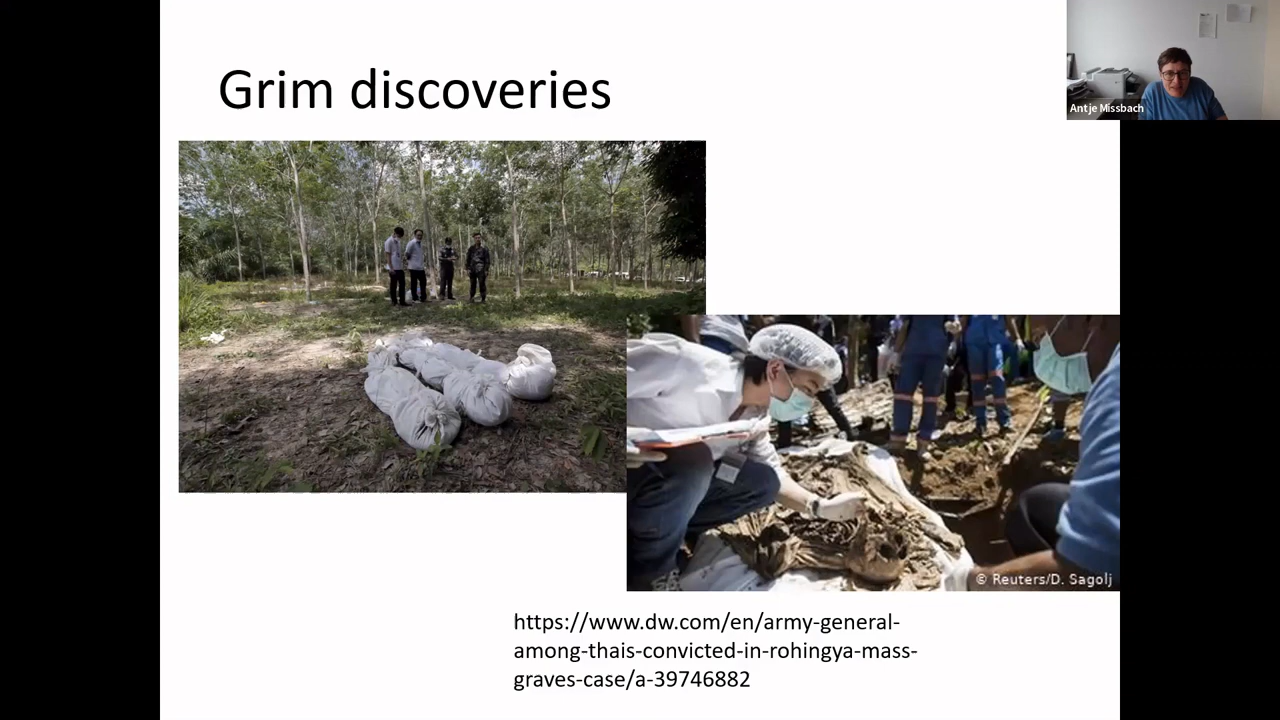 Grim discoveries
Antje Missbach
© Reuters/D. Sagolj
https://www.dw.com/en/army-general-
among-thais-convicted-in-rohingya-mass-
graves-case/a-39746882